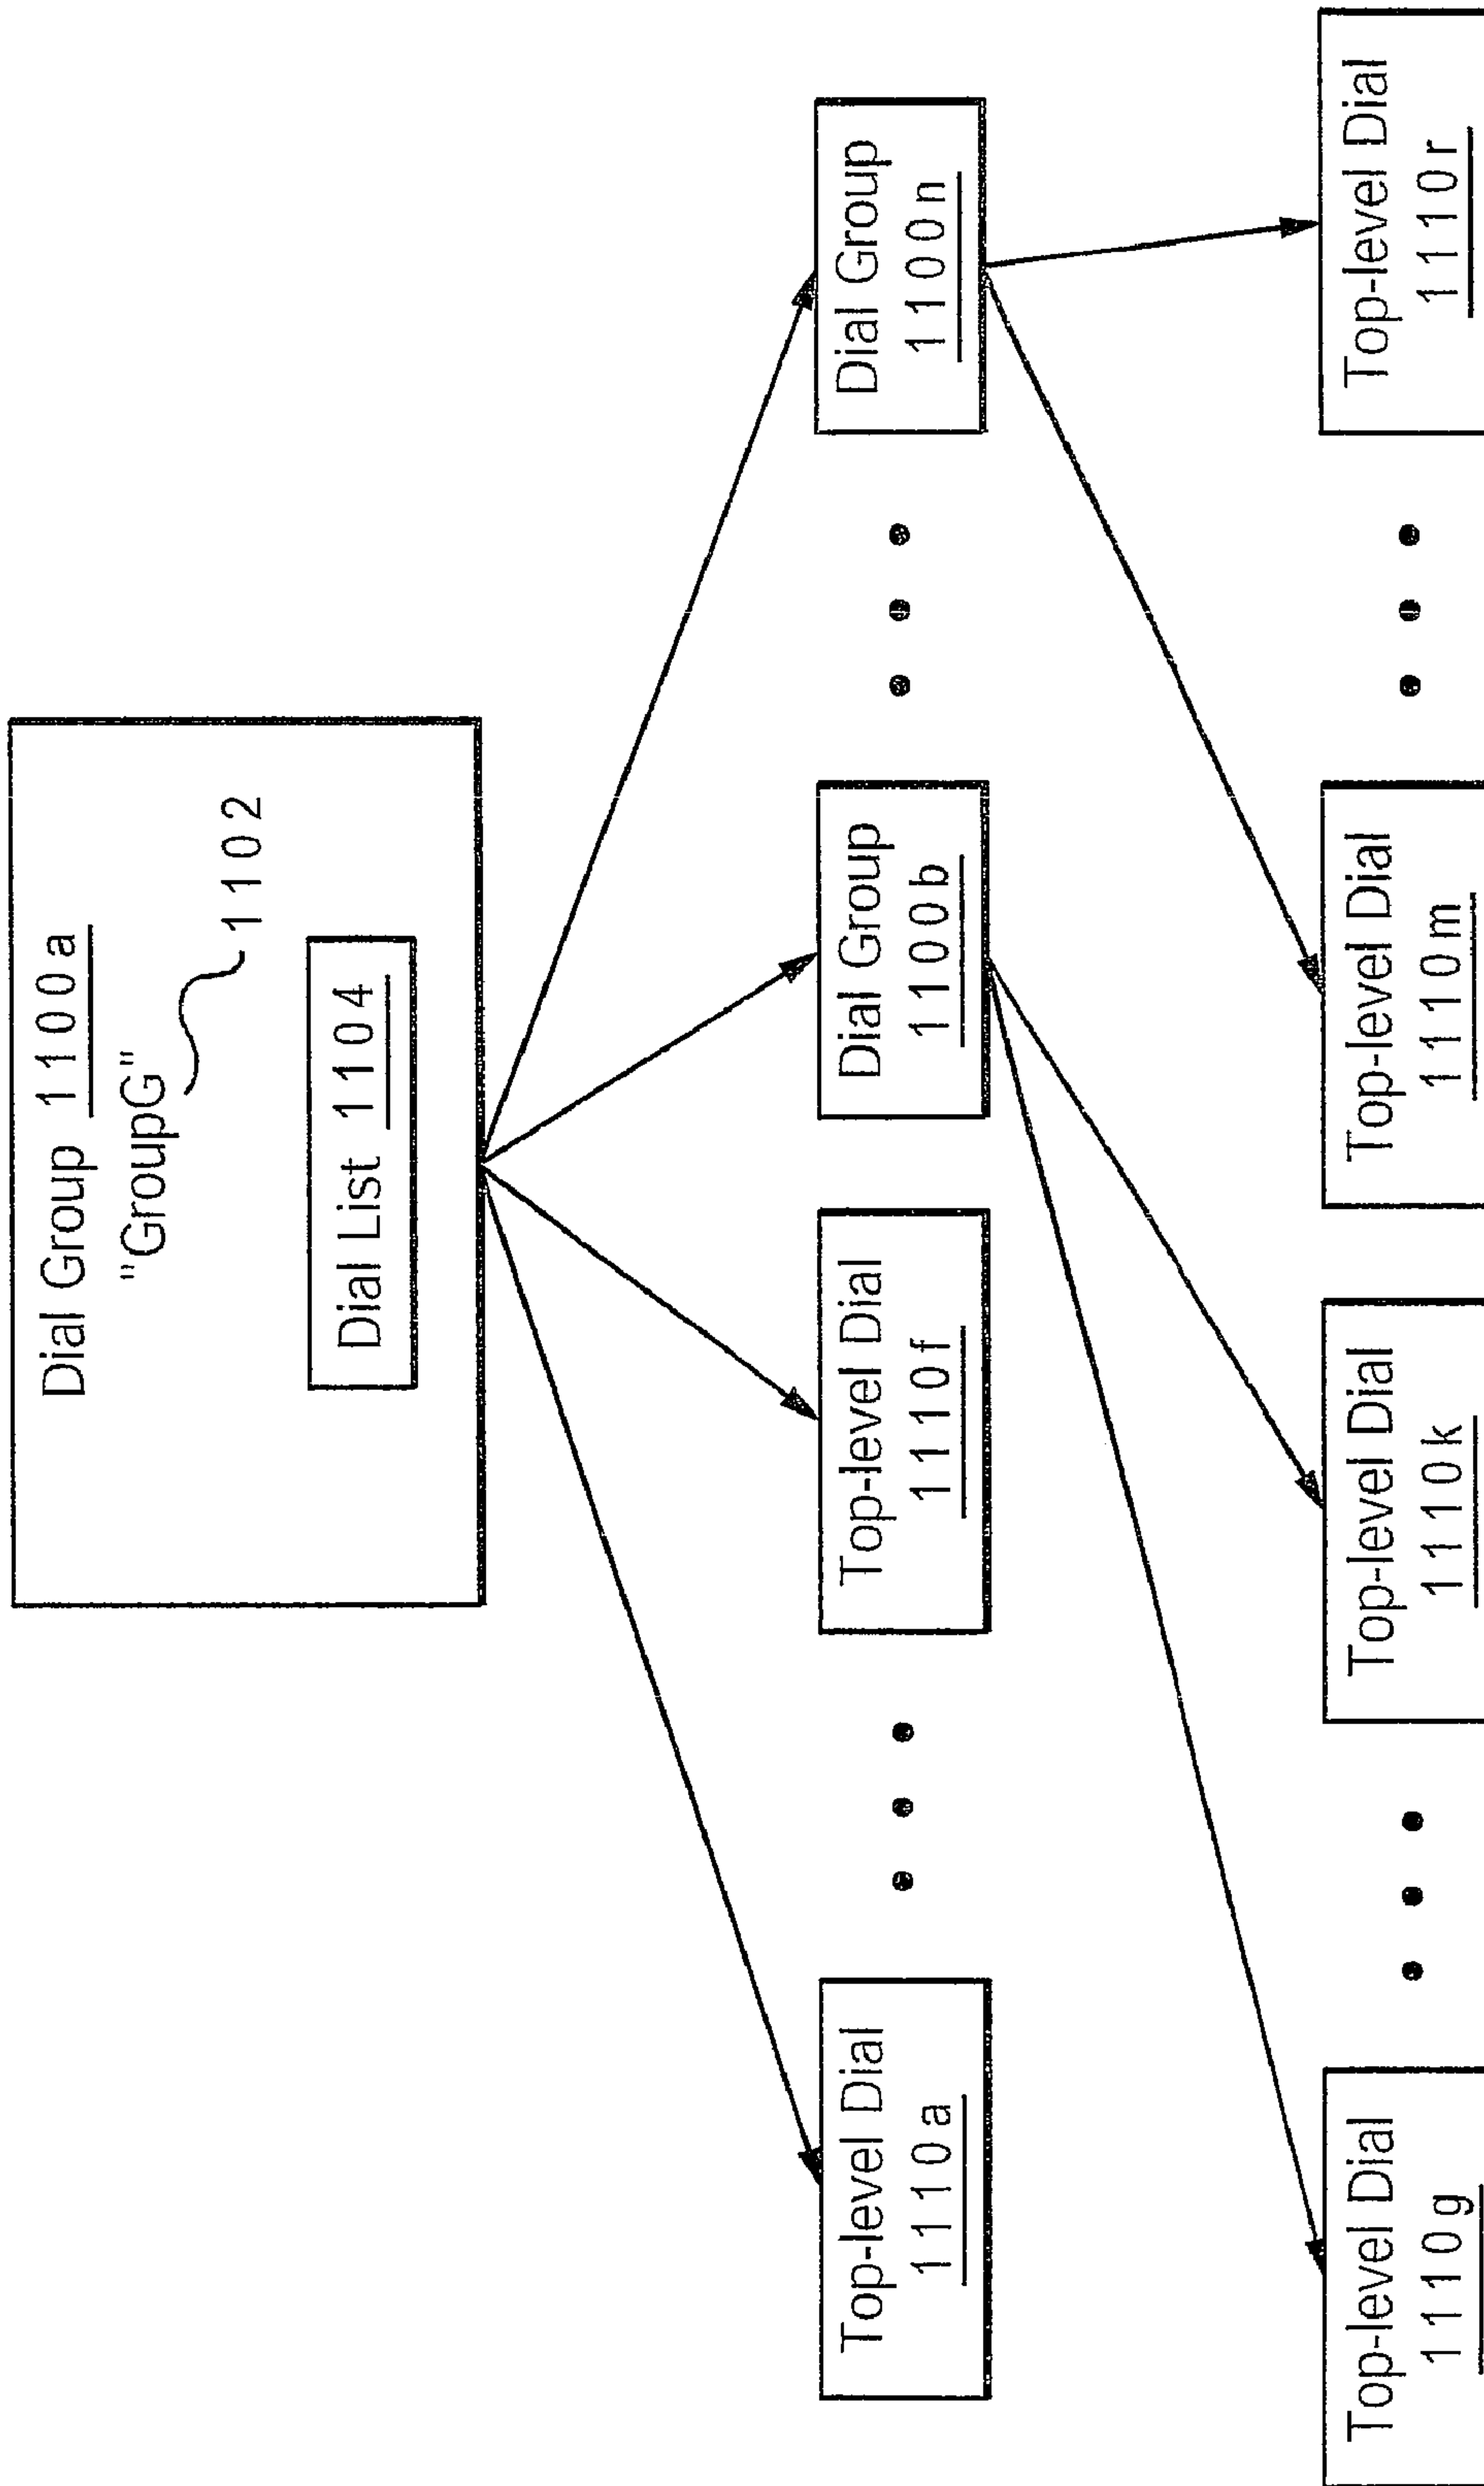 Dial Group 1100a
"GroupG"
1102
Dial List 1104
Top-level Dial
1110a
Top-level Dial
1110f
Dial Group
1100b
Dial Group
1100n
Top-level Dial
1110g
Top-level Dial
1110k
Top-level Dial
1110m
Top-level Dial
1110r